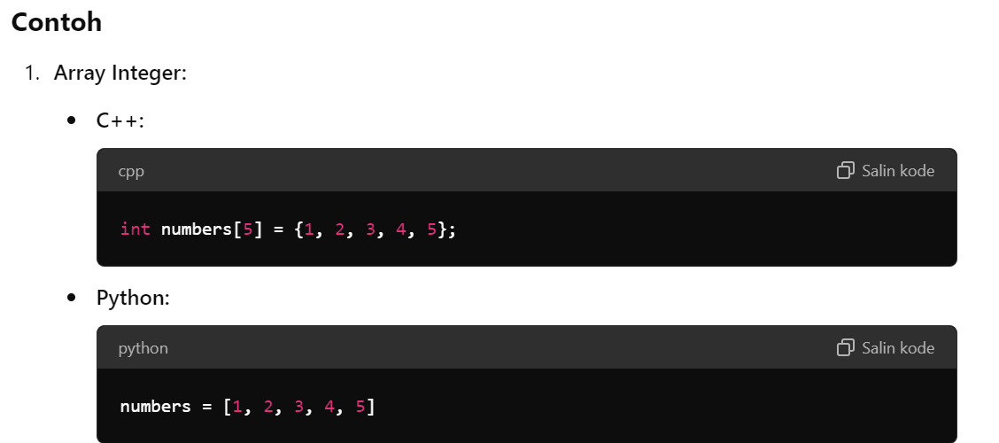 Contoh
1. Array Integer:
• C++:
cpp Salin kode
int numbers[5] = {1, 2, 3, 4, 5};
• Python:
python Salin kode
numbers = [1, 2, 3, 4, 5]